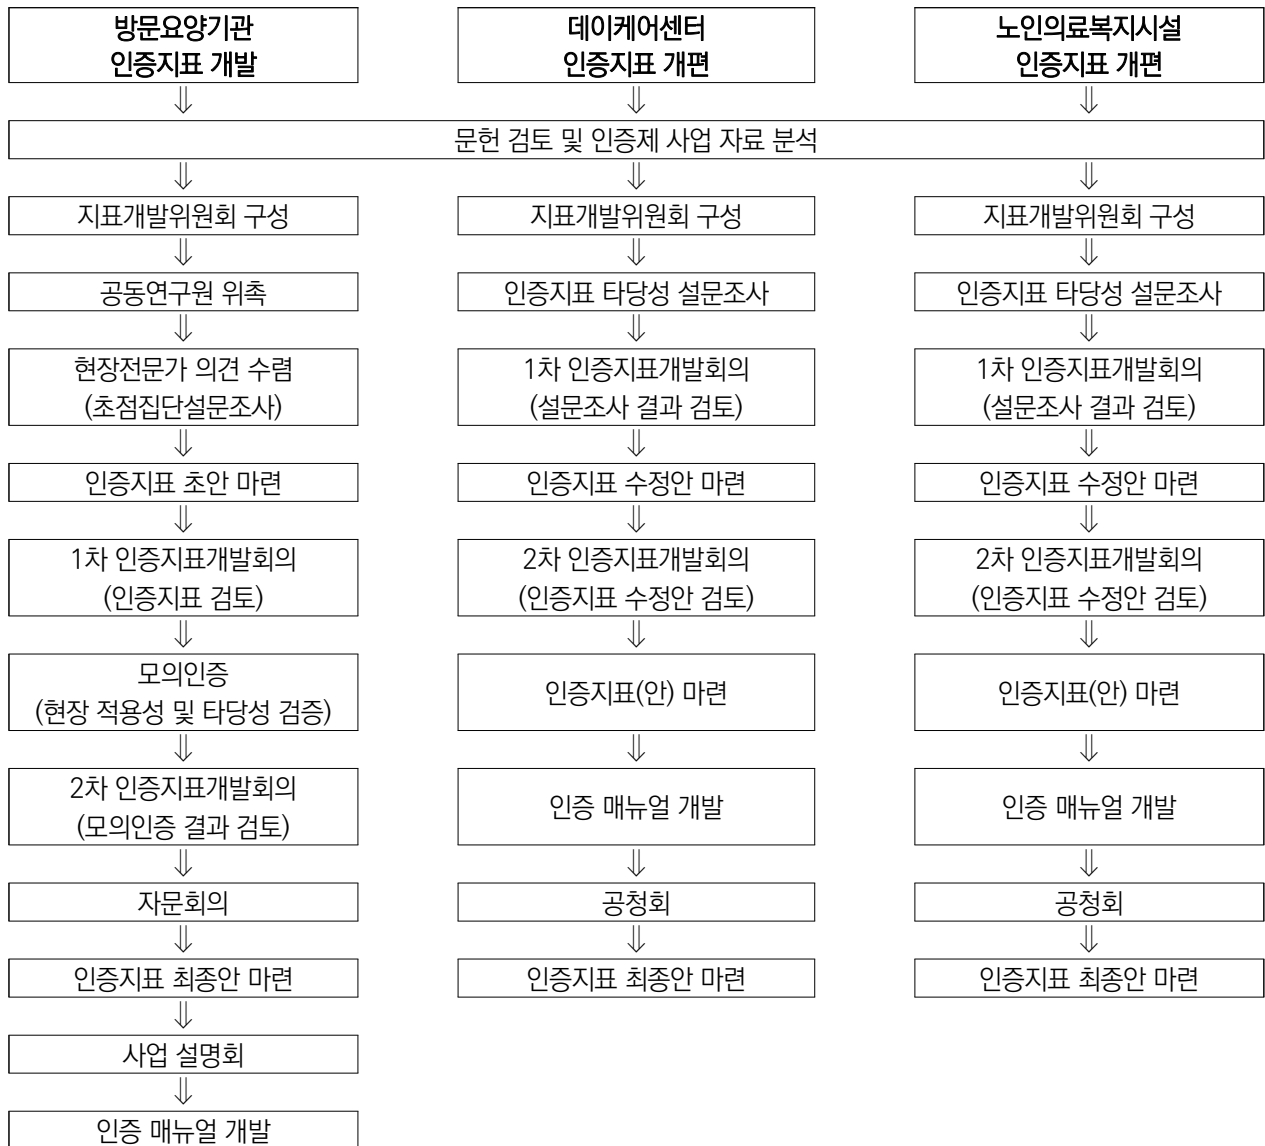 방문요양기관
인증지표 개발
데이케어센터
인증지표 개편
노인의료복지시설
인증지표 개편
문헌 검토 및 인증제 사업 자료 분석
지표개발위원회 구성
지표개발위원회 구성
지표개발위원회 구성
공동연구원 위촉
인증지표 타당성 설문조사
인증지표 타당성 설문조사
현장전문가 의견 수렴
(초점집단설문조사)
1차 인증지표개발회의
(설문조사 결과 검토)
1차 인증지표개발회의
(설문조사 결과 검토)
인증지표 초안 마련
인증지표 수정안 마련
인증지표 수정안 마련
1차 인증지표개발회의
(인증지표 검토)
2차 인증지표개발회의
(인증지표 수정안 검토)
2차 인증지표개발회의
(인증지표 수정안 검토)
모의인증
(현장 적용성 및 타당성 검증)
인증지표(안) 마련
인증지표(안) 마련
2차 인증지표개발회의
(모의인증 결과 검토)
인증 매뉴얼 개발
인증 매뉴얼 개발
자문회의
공청회
공청회
인증지표 최종안 마련
인증지표 최종안 마련
인증지표 최종안 마련
사업 설명회
인증 매뉴얼 개발